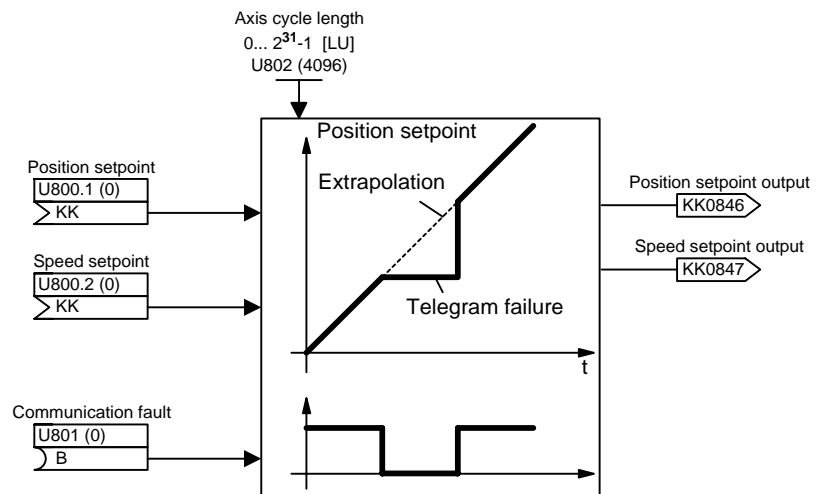 Axis cycle length
0... 2³¹-1 [LU]
U802 (4096)
Position setpoint
Extrapolation
Telegram failure
t
Position setpoint
U800.1 (0)
KK
Speed setpoint
U800.2 (0)
KK
Communication fault
U801 (0)
B
Position setpoint output
KK0846
Speed setpoint output
KK0847